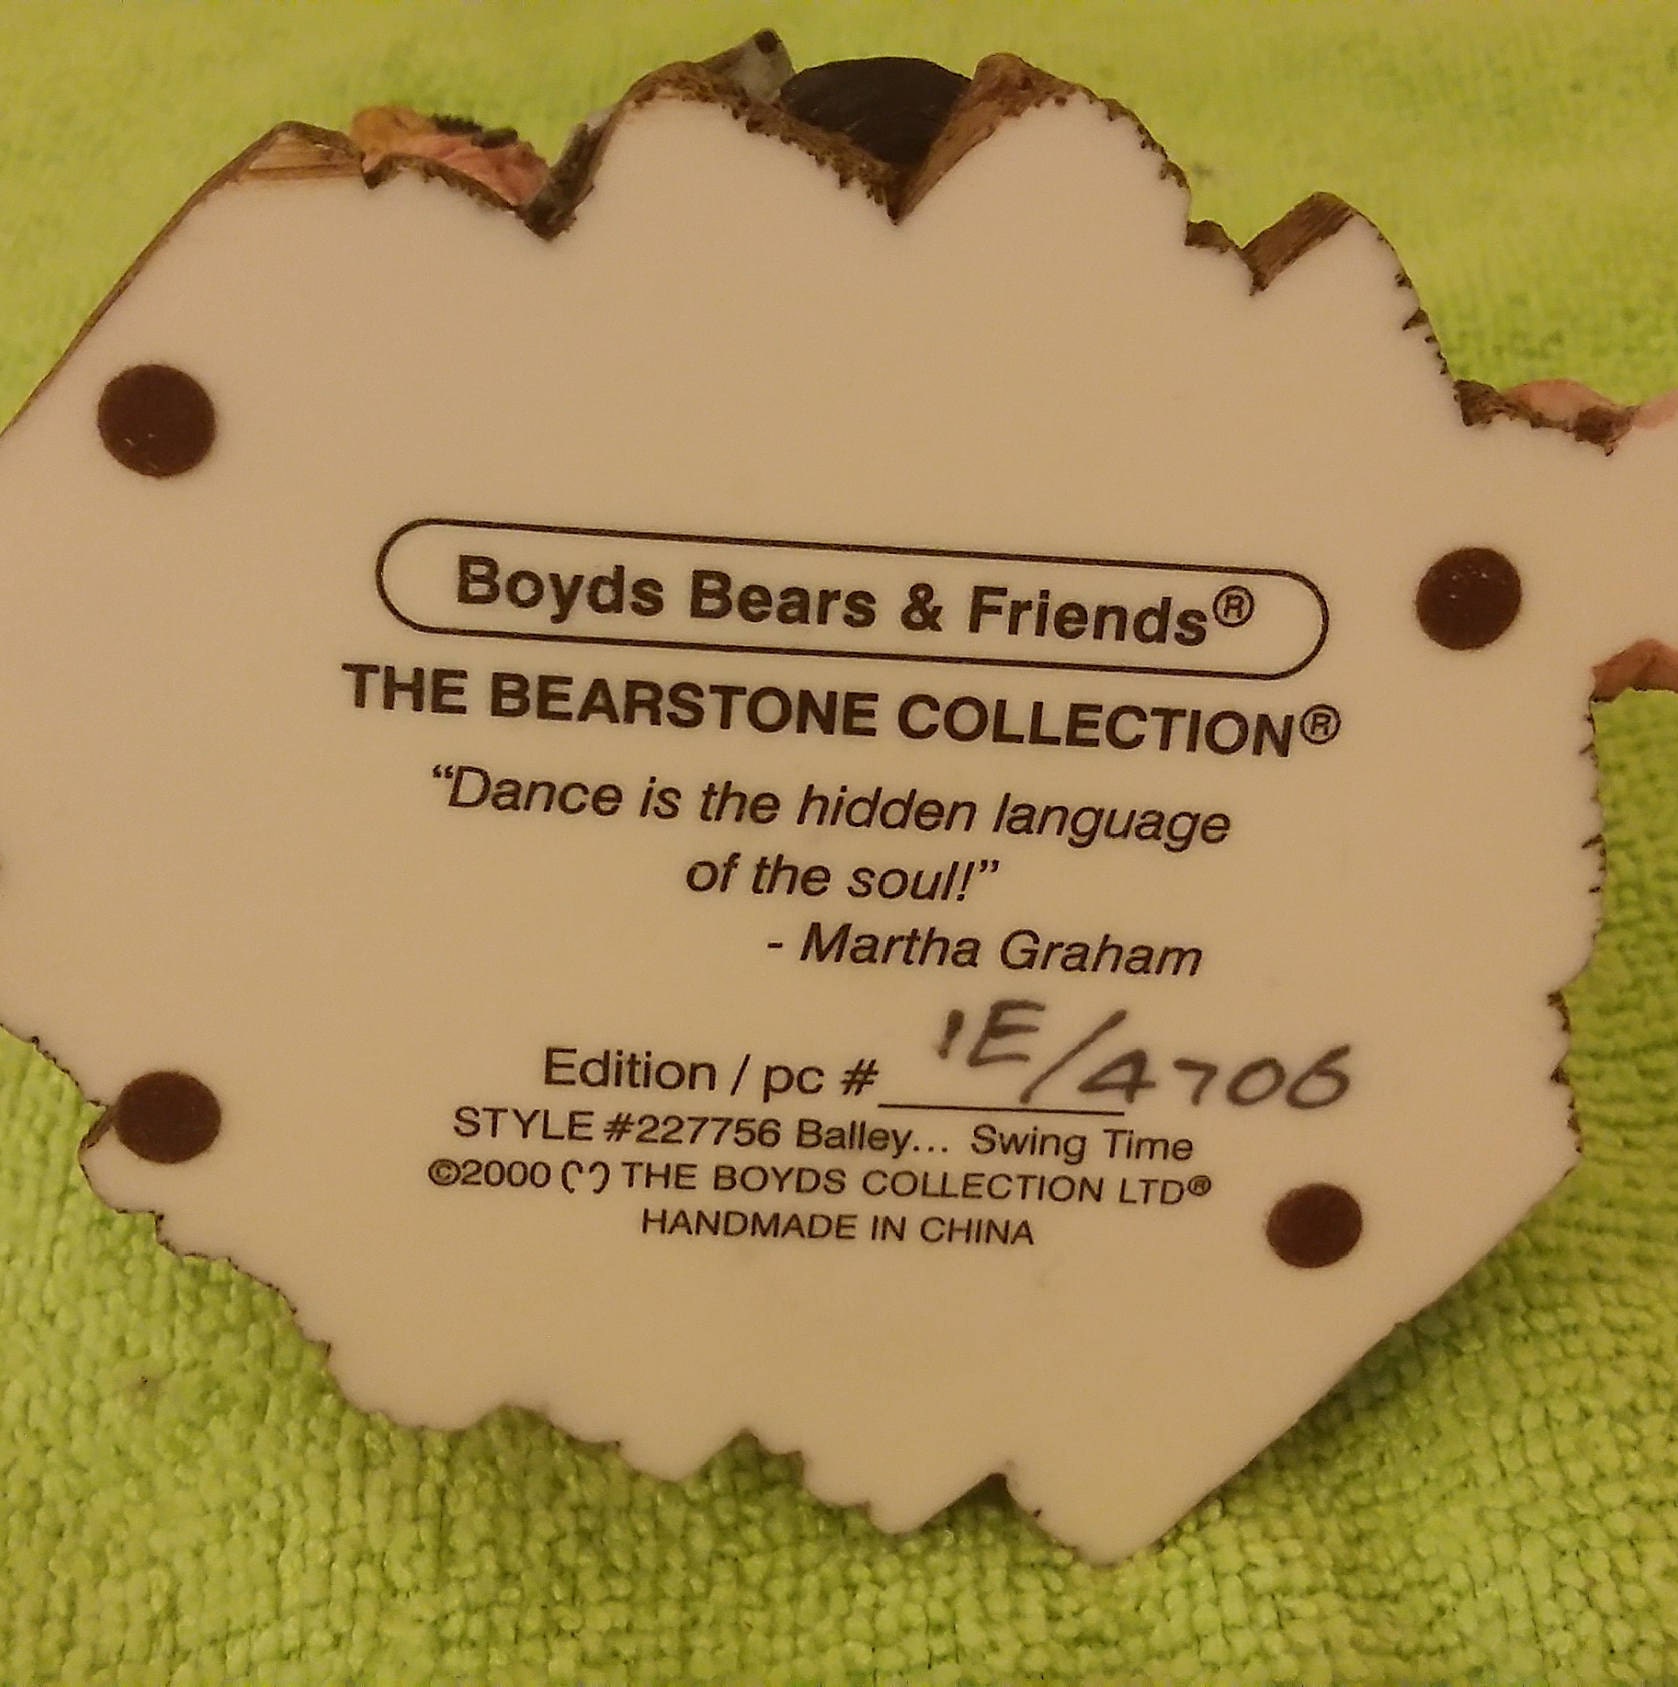 Boyds Bears & Friends®
THE BEARSTONE COLLECTION®
“Dance is the hidden language
of the soul!”
- Martha Graham
Edition / pc # 1E/4706
STYLE #227756 Bailey... Swing Time
©2000 THE BOYDS COLLECTION LTD®
HANDMADE IN CHINA